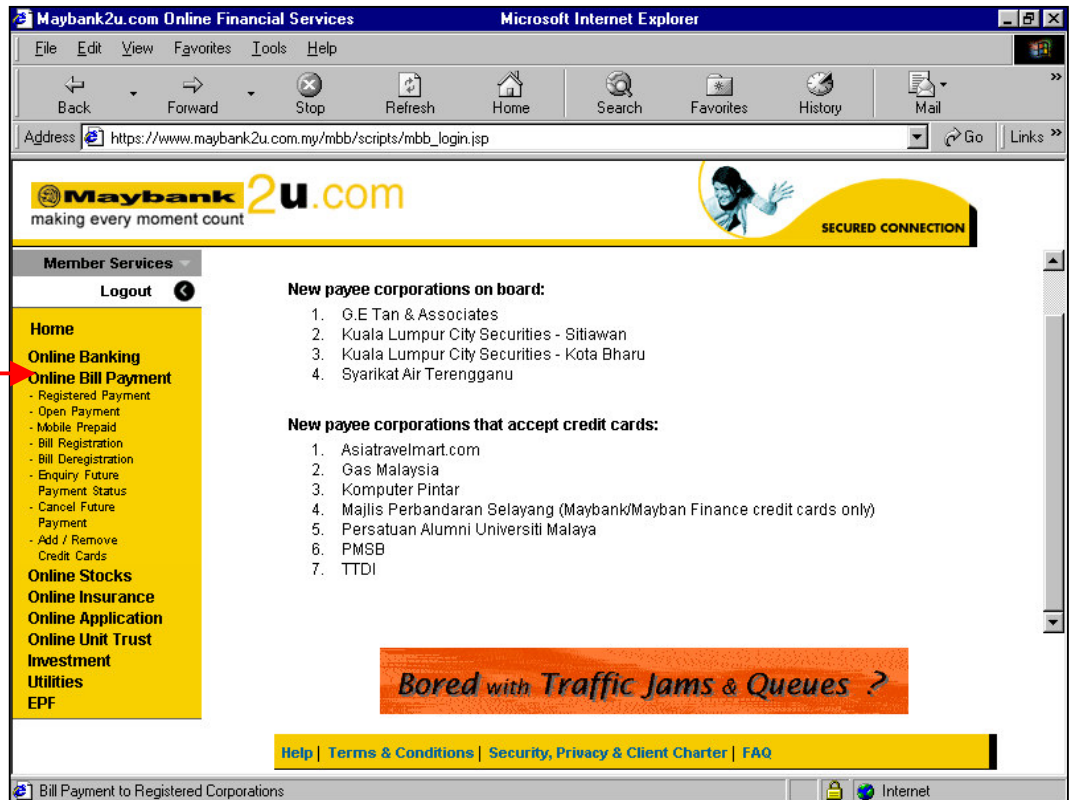 Maybank2u.com Online Financial Services Microsoft Internet Explorer
File Edit View Favorites Tools Help
Back Forward Stop Refresh Home Search Favorites History Mail »
Address https://www.maybank2u.com.my/mbb/scripts/mbb_login.jsp Go Links »
Maybank 2u.com
making every moment count
SECURED CONNECTION
Member Services
Logout
Home
Online Banking
Online Bill Payment
- Registered Payment
- Open Payment
- Mobile Prepaid
- Bill Registration
- Bill Deregistration
- Enquiry Future
Payment Status
- Cancel Future
Payment
- Add / Remove
Credit Cards
Online Stocks
Online Insurance
Online Application
Online Unit Trust
Investment
Utilities
EPF
New payee corporations on board:
1. G.E Tan & Associates
2. Kuala Lumpur City Securities - Sitiawan
3. Kuala Lumpur City Securities - Kota Bharu
4. Syarikat Air Terengganu
New payee corporations that accept credit cards:
1. Asiatravelmart.com
2. Gas Malaysia
3. Komputer Pintar
4. Majlis Perbandaran Selayang (Maybank/Mayban Finance credit cards only)
5. Persatuan Alumni Universiti Malaya
6. PMSB
7. TTDI
Bored with Traffic Jams & Queues ?
Help | Terms & Conditions | Security, Privacy & Client Charter | FAQ
Bill Payment to Registered Corporations Internet